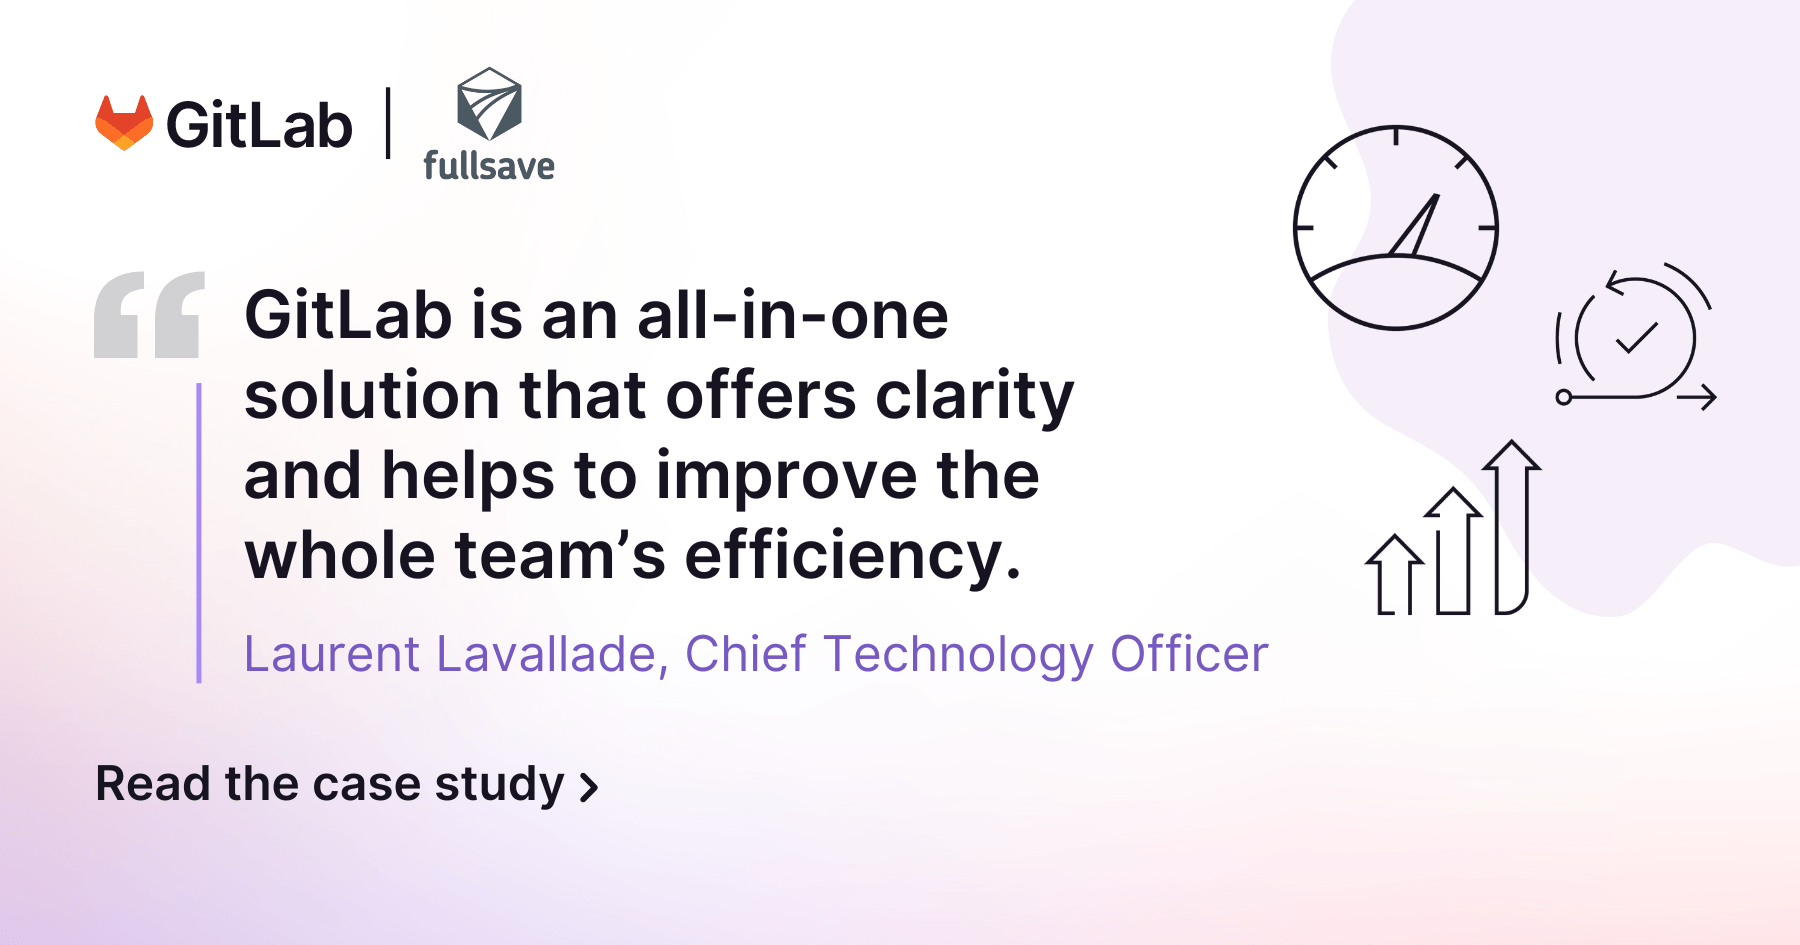 GitLab
fullsave
GitLab is an all-in-one
solution that offers clarity
and helps to improve the
whole team’s efficiency.
Laurent Lavallade, Chief Technology Officer
Read the case study